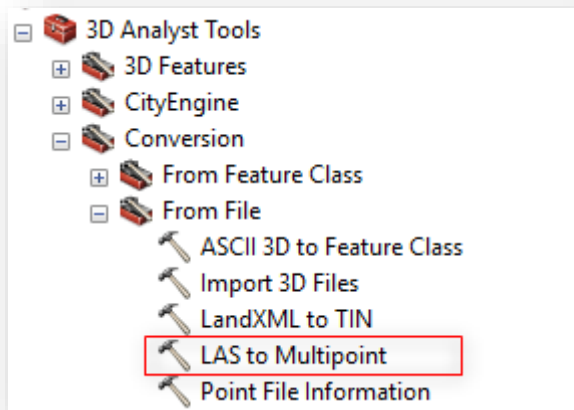 3D Analyst Tools
3D Features
CityEngine
Conversion
From Feature Class
From File
ASCII 3D to Feature Class
Import 3D Files
LandXML to TIN
LAS to Multipoint
Point File Information